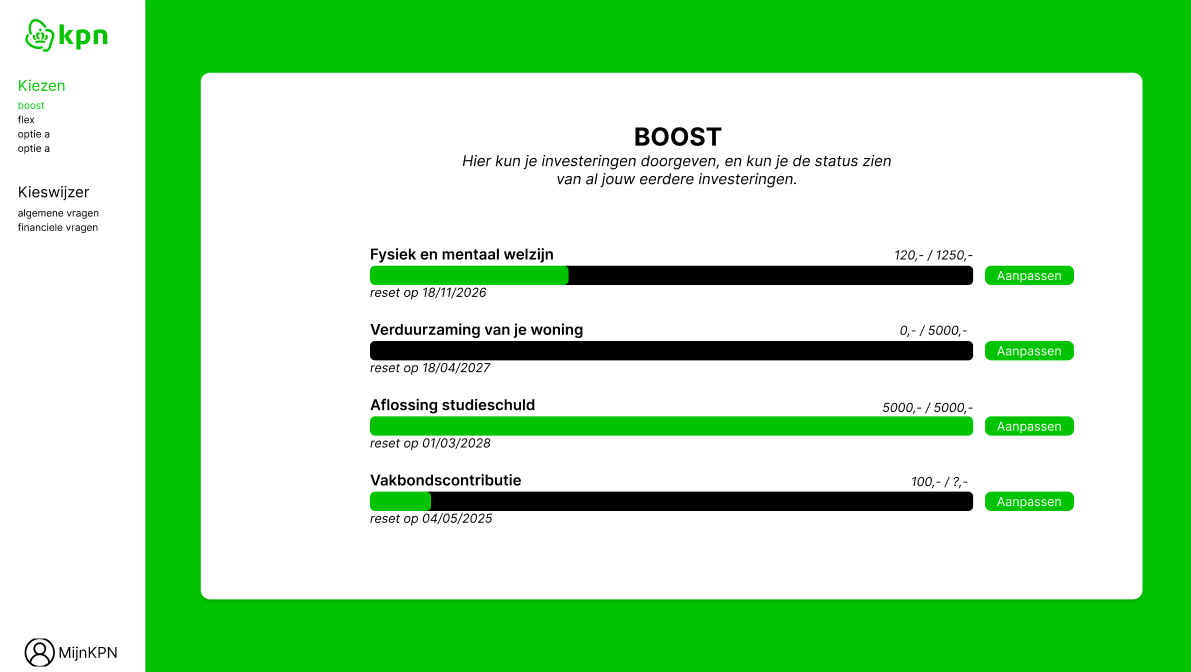 kpn
Kiezen
boost
flex
optie a
optie a
Kieswijzer
algemene vragen
financiele vragen
MijnKPN
BOOST
Hier kun je investeringen doorgeven, en kun je de status zien
van al jouw eerdere investeringen.
Fysiek en mentaal welzijn
120,- / 1250,-
Aanpassen
reset op 18/11/2026
Verduurzaming van je woning
0,- / 5000,-
Aanpassen
reset op 18/04/2027
Aflossing studieschuld
5000,- / 5000,-
Aanpassen
reset op 01/03/2028
Vakbondscontributie
100,- / ?,-
Aanpassen
reset op 04/05/2025